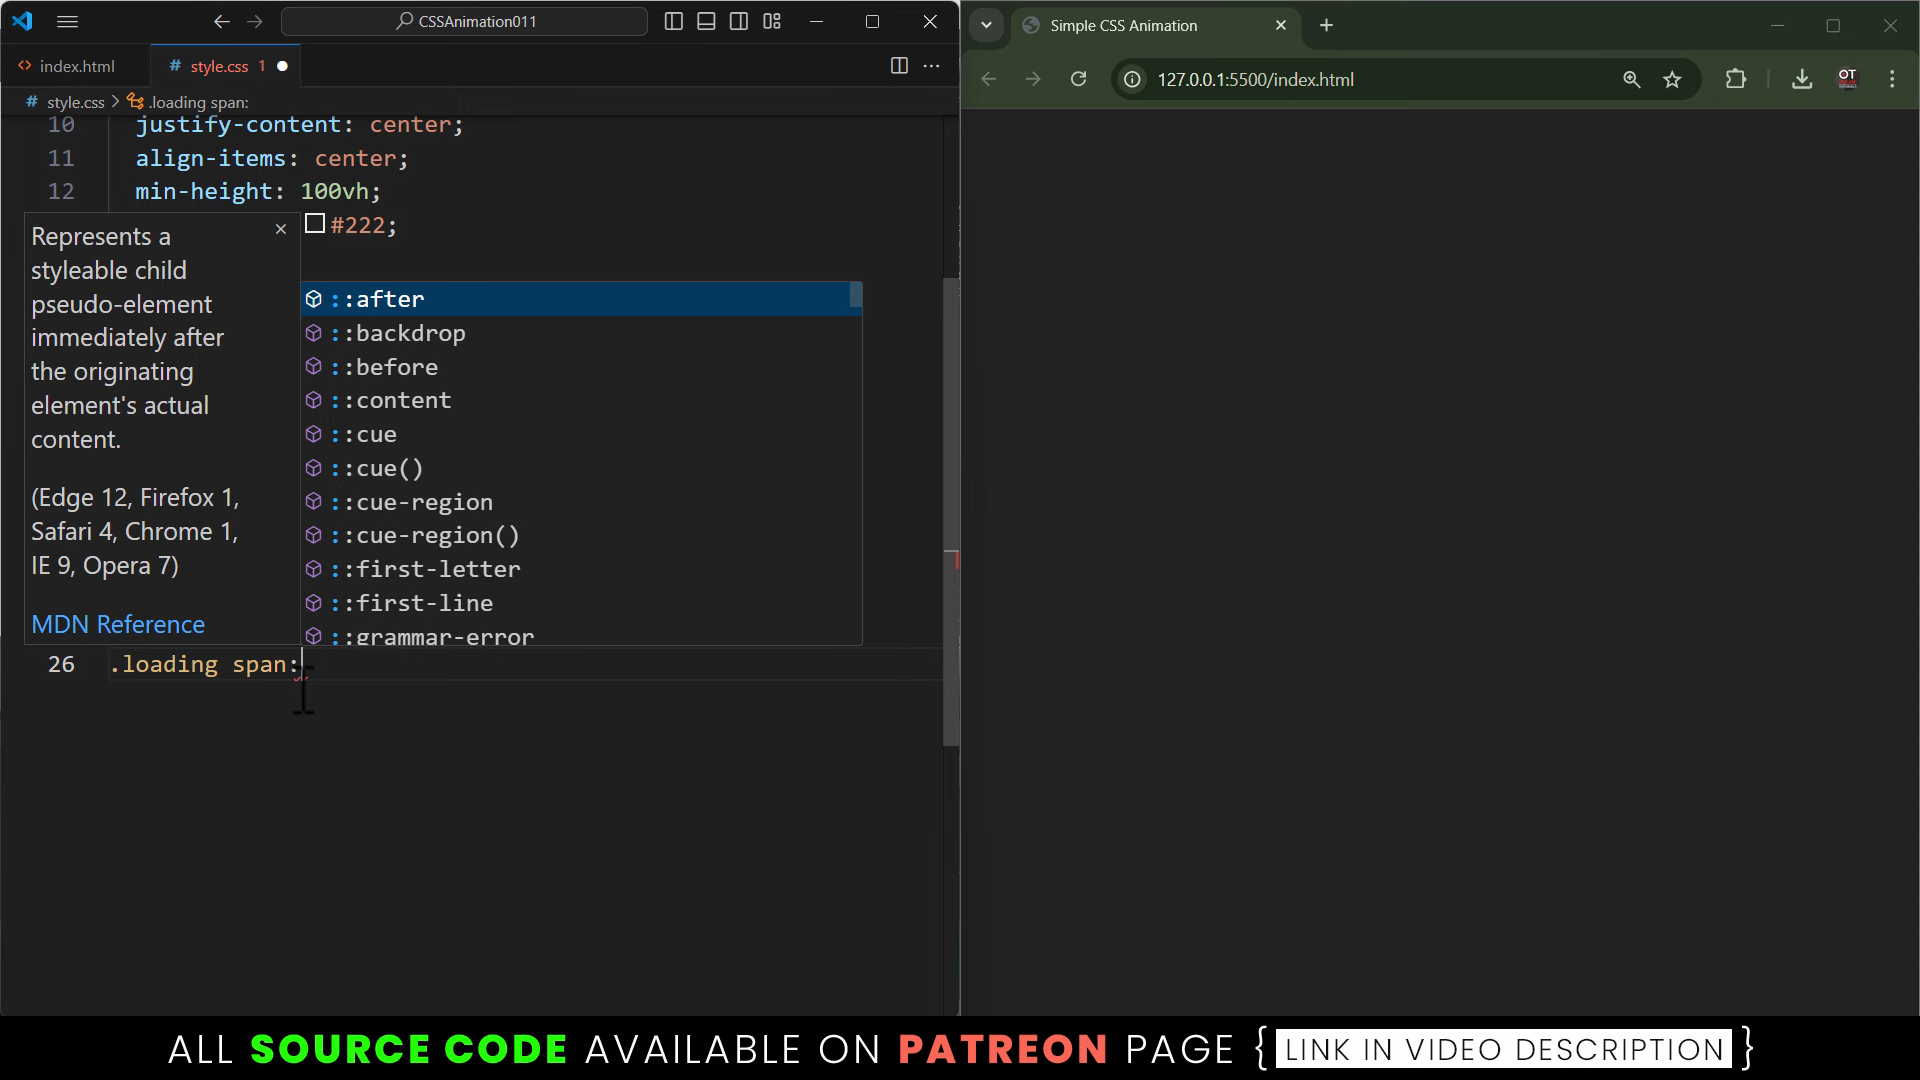 CSSAnimation011
index.html
# style.css 1
# style.css > .loading span:
10 justify-content: center;
11 align-items: center;
12 min-height: 100vh;
#222;
Represents a
styleable child
pseudo-element
immediately after
the originating
element's actual
content.
(Edge 12, Firefox 1,
Safari 4, Chrome 1,
IE 9, Opera 7)
MDN Reference
::after
::backdrop
::before
::content
::cue
::cue()
::cue-region
::cue-region()
::first-letter
::first-line
::grammar-error
26 .loading span:
Simple CSS Animation
127.0.0.1:5500/index.html
OT
ALL SOURCE CODE AVAILABLE ON PATREON PAGE { LINK IN VIDEO DESCRIPTION }